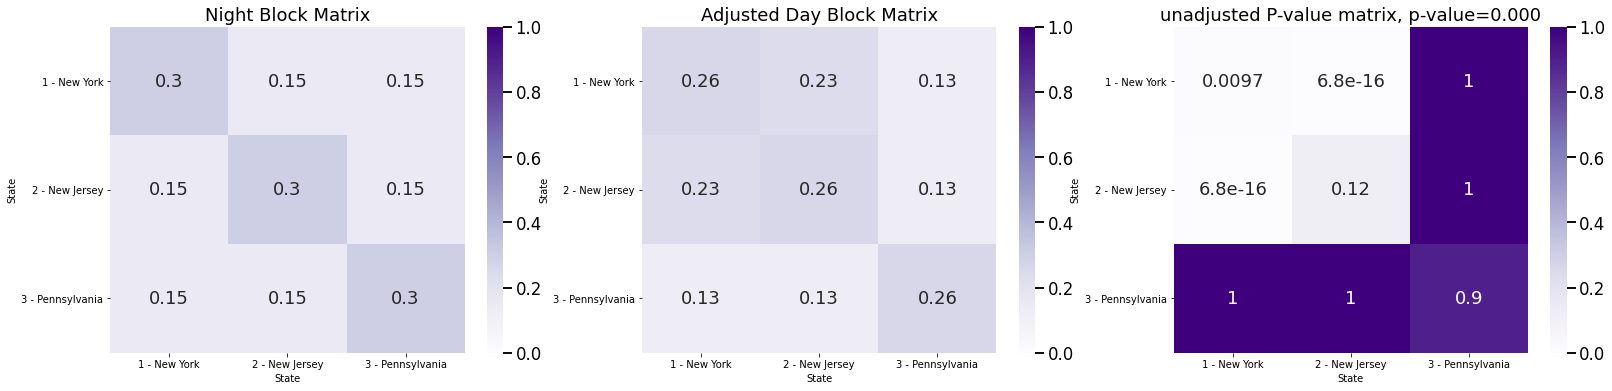 Night Block Matrix
State
1 - New York
2 - New Jersey
3 - Pennsylvania
0.3 0.15 0.15
0.15 0.3 0.15
0.15 0.15 0.3
1 - New York 2 - New Jersey 3 - Pennsylvania
State
1.0
0.8
0.6
0.4
0.2
0.0
Adjusted Day Block Matrix
State
1 - New York
2 - New Jersey
3 - Pennsylvania
0.26 0.23 0.13
0.23 0.26 0.13
0.13 0.13 0.26
1 - New York 2 - New Jersey 3 - Pennsylvania
State
1.0
0.8
0.6
0.4
0.2
0.0
unadjusted P-value matrix, p-value=0.000
State
1 - New York
2 - New Jersey
3 - Pennsylvania
0.0097 6.8e-16 1
6.8e-16 0.12 1
1 1 0.9
1 - New York 2 - New Jersey 3 - Pennsylvania
State
1.0
0.8
0.6
0.4
0.2
0.0